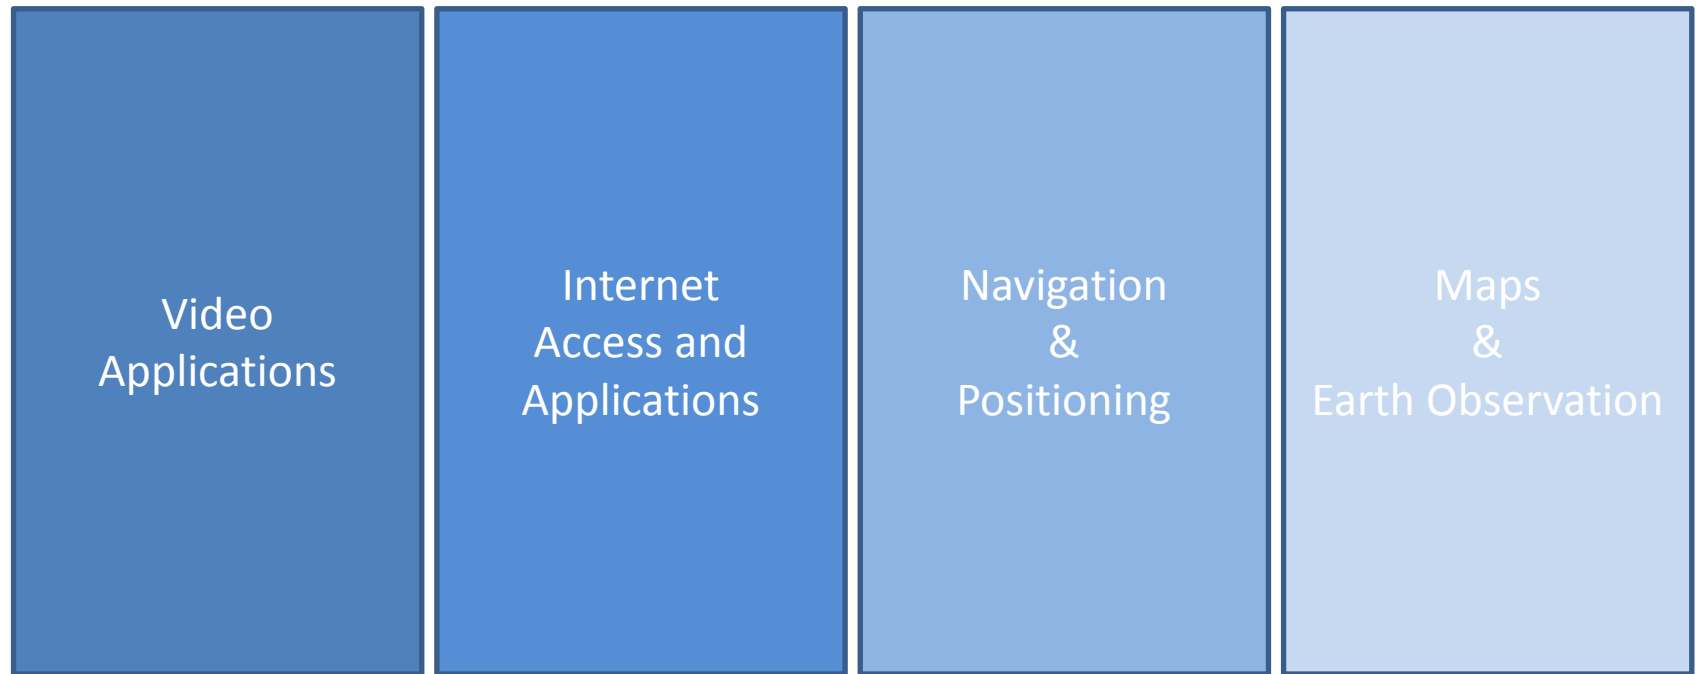 Video
Applications
Internet
Access and
Applications
Navigation
&
Positioning
Maps
&
Earth Observation